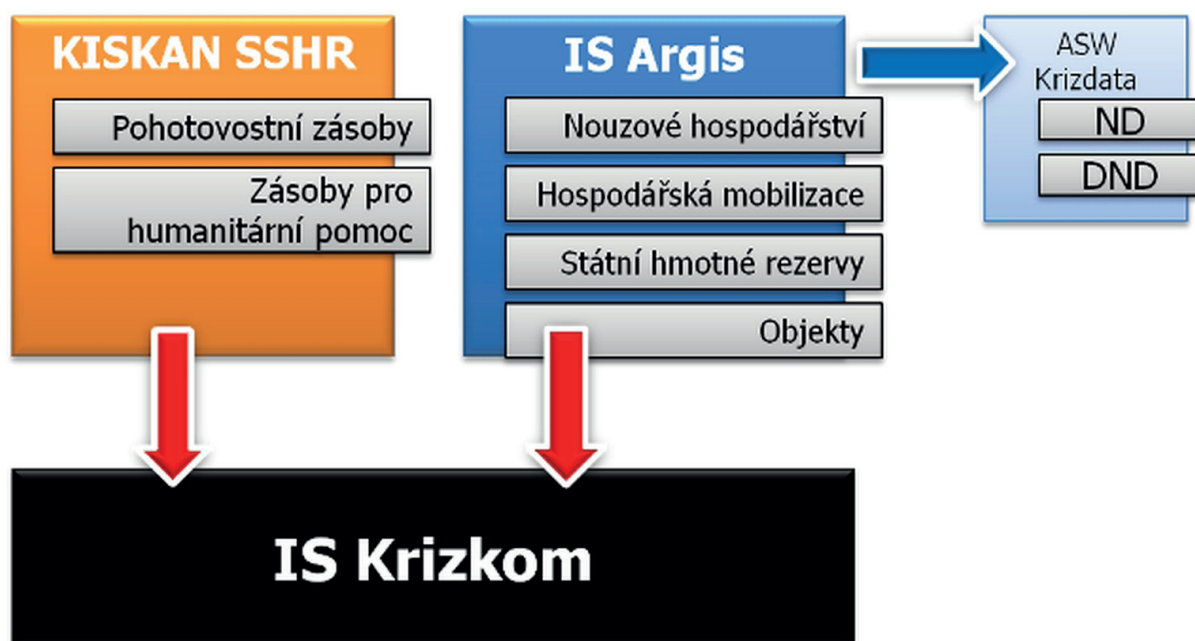 KISKAN SSHR
Pohotovostní zásoby
Zásoby pro
humanitární pomoc
IS Argis
Nouzové hospodářství
Hospodářská mobilizace
Státní hmotné rezervy
Objekty
ASW
Krizdata
ND
DND
IS Krizkom